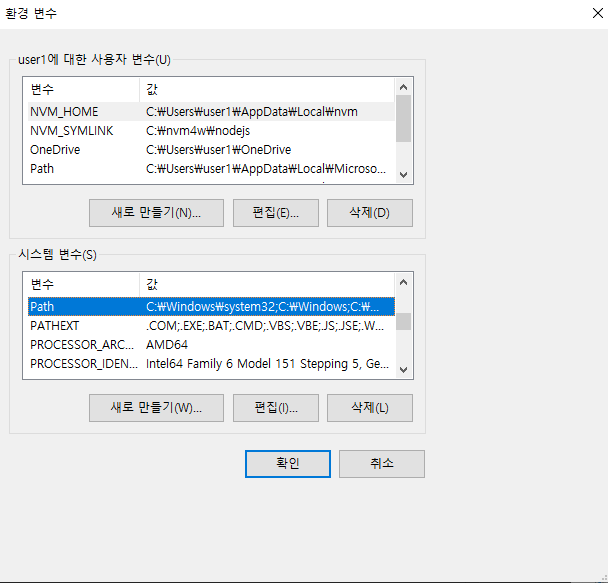 환경 변수
user1에 대한 사용자 변수(U)
변수 값
NVM_HOME C:₩Users₩user1₩AppData₩Local₩nvm
NVM_SYMLINK C:₩nvm4w₩nodejs
OneDrive C:₩Users₩user1₩OneDrive
Path C:₩Users₩user1₩AppData₩Local₩Microso...
새로 만들기(N)... 편집(E)... 삭제(D)
시스템 변수(S)
변수 값
Path C:₩Windows₩system32;C:₩Windows;C:₩...
PATHEXT .COM;.EXE;.BAT;.CMD;.VBS;.VBE;.JS;.JSE;.W...
PROCESSOR_ARC... AMD64
PROCESSOR_IDEN... Intel64 Family 6 Model 151 Stepping 5, Ge...
새로 만들기(W)... 편집(I)... 삭제(L)
확인 취소